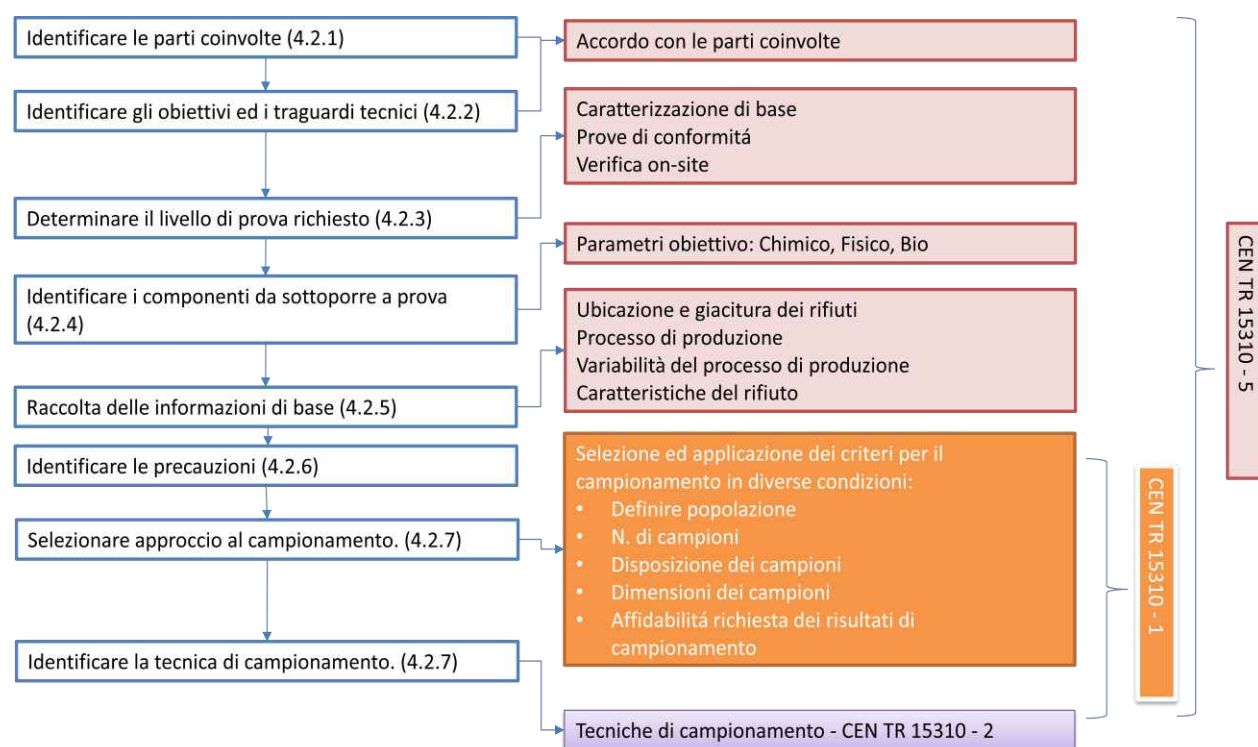 Identificare le parti coinvolte (4.2.1)
Accordo con le parti coinvolte
Identificare gli obiettivi ed i traguardi tecnici (4.2.2)
Caratterizzazione di base
Prove di conformitá
Verifica on-site
Determinare il livello di prova richiesto (4.2.3)
Parametri obiettivo: Chimico, Fisico, Bio
Identificare i componenti da sottoporre a prova
(4.2.4)
Ubicazione e giacitura dei rifiuti
Processo di produzione
Variabilità del processo di produzione
Caratteristiche del rifiuto
Raccolta delle informazioni di base (4.2.5)
Identificare le precauzioni (4.2.6)
Selezione ed applicazione dei criteri per il
campionamento in diverse condizioni:
• Definire popolazione
• N. di campioni
• Disposizione dei campioni
• Dimensioni dei campioni
• Affidabilitá richiesta dei risultati di
campionamento
Selezionare approccio al campionamento. (4.2.7)
Identificare la tecnica di campionamento. (4.2.7)
Tecniche di campionamento - CEN TR 15310 - 2
CEN TR 15310 - 1
CEN TR 15310 - 5